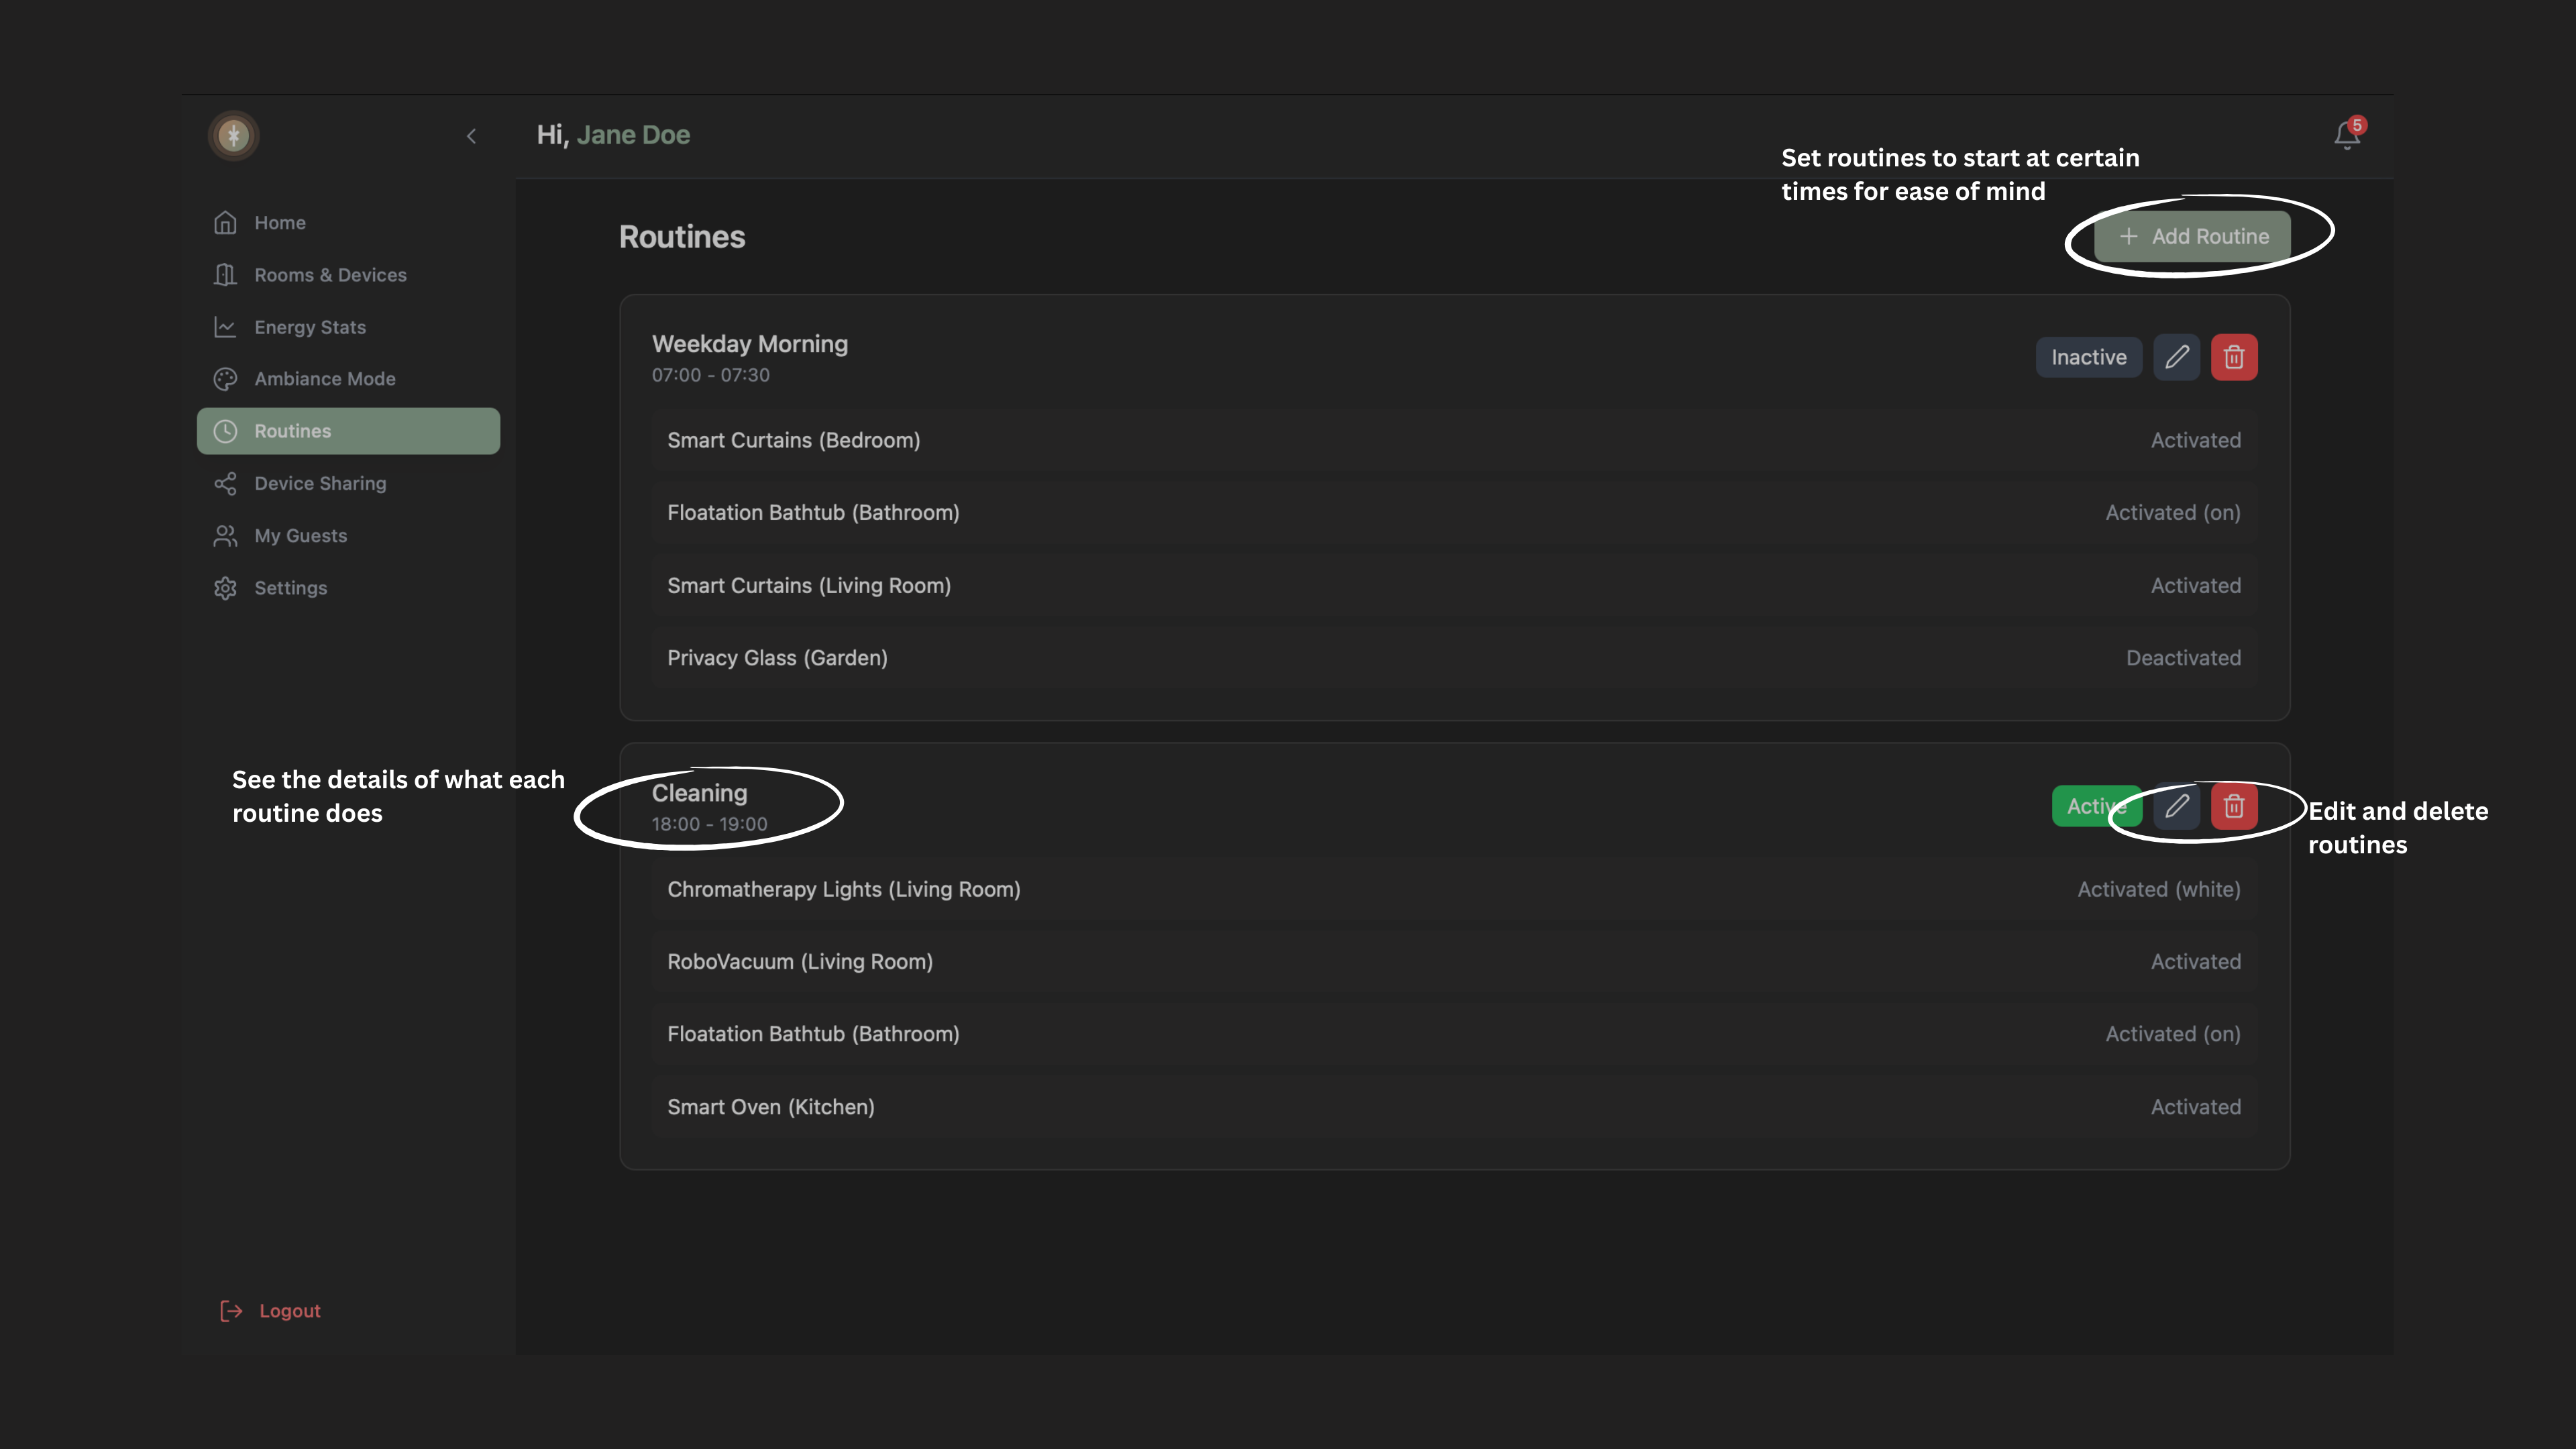 Hi, Jane Doe
5
Set routines to start at certain
times for ease of mind
Home
Rooms & Devices
Energy Stats
Ambiance Mode
Routines
Device Sharing
My Guests
Settings
Logout
Routines
+ Add Routine
Weekday Morning
07:00 - 07:30
Inactive
Smart Curtains (Bedroom) Activated
Floatation Bathtub (Bathroom) Activated (on)
Smart Curtains (Living Room) Activated
Privacy Glass (Garden) Deactivated
See the details of what each
routine does
Cleaning
18:00 - 19:00
Active
Edit and delete
routines
Chromatherapy Lights (Living Room) Activated (white)
RoboVacuum (Living Room) Activated
Floatation Bathtub (Bathroom) Activated (on)
Smart Oven (Kitchen) Activated